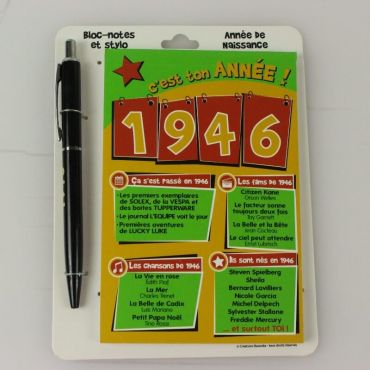 Bloc-notes
et stylo
Année de
Naissance
c'est ton ANNÉE !
1946
Ça s'est passé en 1946
- Les premiers exemplaires
de SOLEX, de la VESPA et
des boites TUPPERWARE
- Le journal L'EQUIPE voit le jour
- Premières aventures
de LUCKY LUKE
Les films de 1946
Citizen Kane
Orson Welles
Le facteur sonne
toujours deux fois
Tay Garnett
La Belle et la Bête
Jean Cocteau
Le ciel peut attendre
Ernst Lubitsch
Les chansons de 1946
La Vie en rose
Edith Piaf
La Mer
Charles Trenet
La Belle de Cadix
Luis Mariano
Petit Papa Noël
Tino Rossi
Ils sont nés en 1946
Steven Spielberg
Sheila
Bernard Lavilliers
Nicole Garcia
Michel Delpech
Sylvester Stallone
Freddie Mercury
... et surtout TOI !